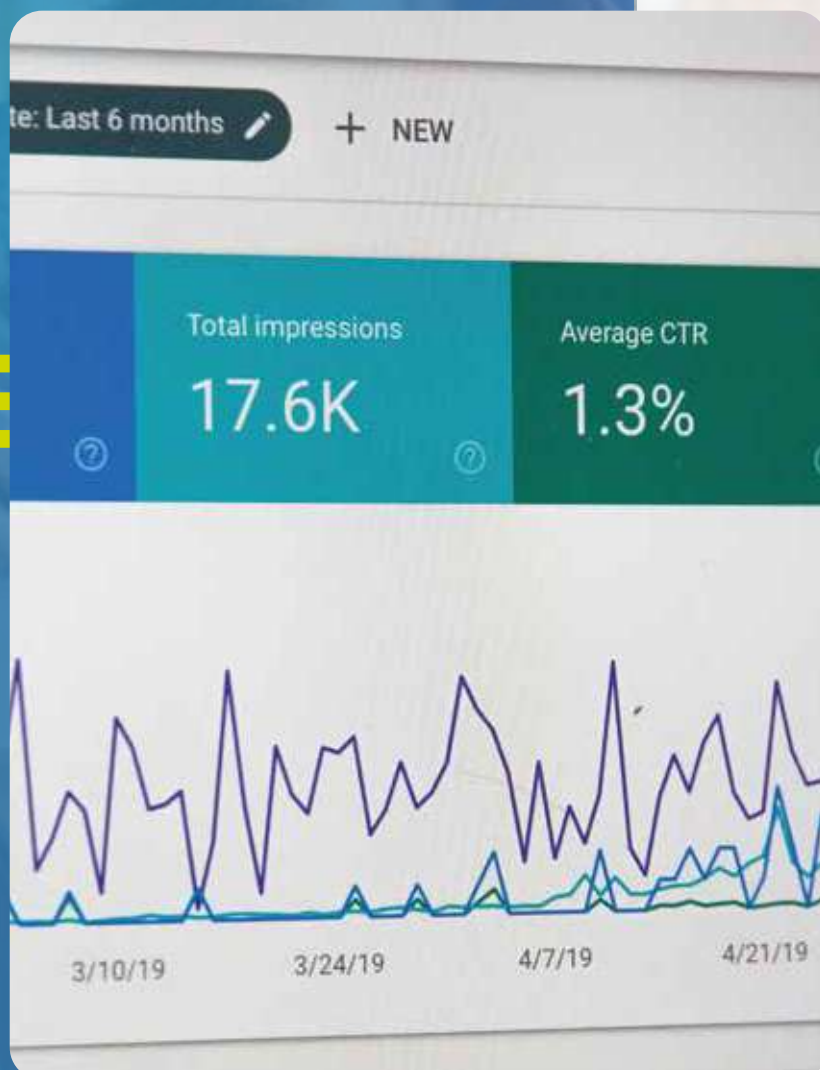 te: Last 6 months
+ NEW
Total impressions
17.6K
?
?
Average CTR
1.3%
3/10/19
3/24/19
4/7/19
4/21/19